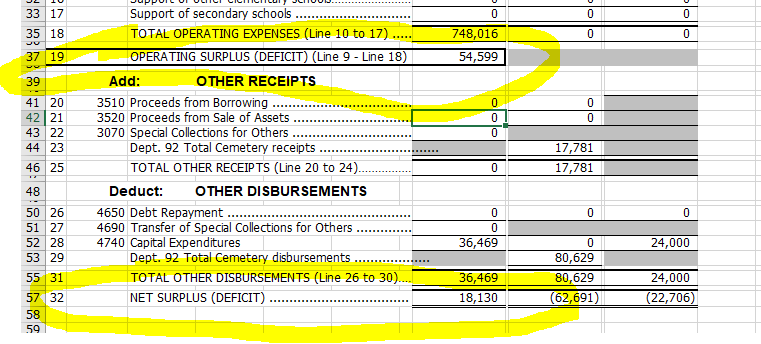 33 17 Support of secondary schools ........................ 0 0 0
35 18 TOTAL OPERATING EXPENSES (Line 10 to 17) ..... 748,016 0 0
37 19 OPERATING SURPLUS (DEFICIT) (Line 9 - Line 18) 54,599
39 Add: OTHER RECEIPTS
41 20 3510 Proceeds from Borrowing ............................ 0 0
42 21 3520 Proceeds from Sale of Assets ........................ 0 0
43 22 3070 Special Collections for Others ........................ 0
44 23 Dept. 92 Total Cemetery receipts ........................ 17,781
46 25 TOTAL OTHER RECEIPTS (Line 20 to 24)............... 0 17,781
48 Deduct: OTHER DISBURSEMENTS
50 26 4650 Debt Repayment ........................................ 0 0 0
51 27 4690 Transfer of Special Collections for Others ............ 0
52 28 4740 Capital Expenditures 36,469 0 24,000
53 29 Dept. 92 Total Cemetery disbursements ................ 80,629
55 31 TOTAL OTHER DISBURSEMENTS (Line 26 to 30).... 36,469 80,629 24,000
57 32 NET SURPLUS (DEFICIT) ................................ 18,130 (62,691) (22,706)
58
59